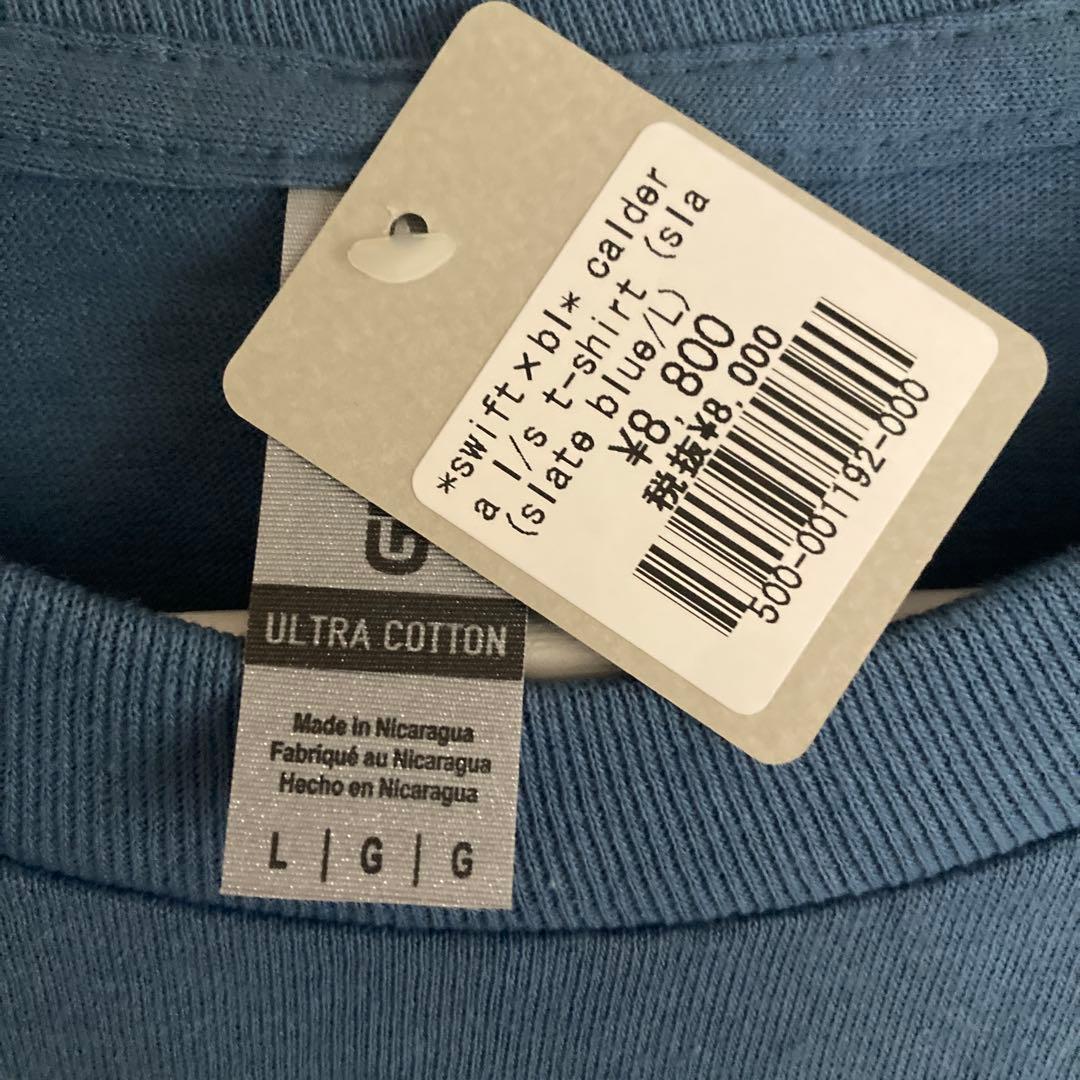 *swift×bl* calder
a l/s t-shirt (sla
(slate blue/L)
¥8,800
税抜¥8,000
500-001192-000
ULTRA COTTON
Made in Nicaragua
Fabriqué au Nicaragua
Hecho en Nicaragua
L | G | G